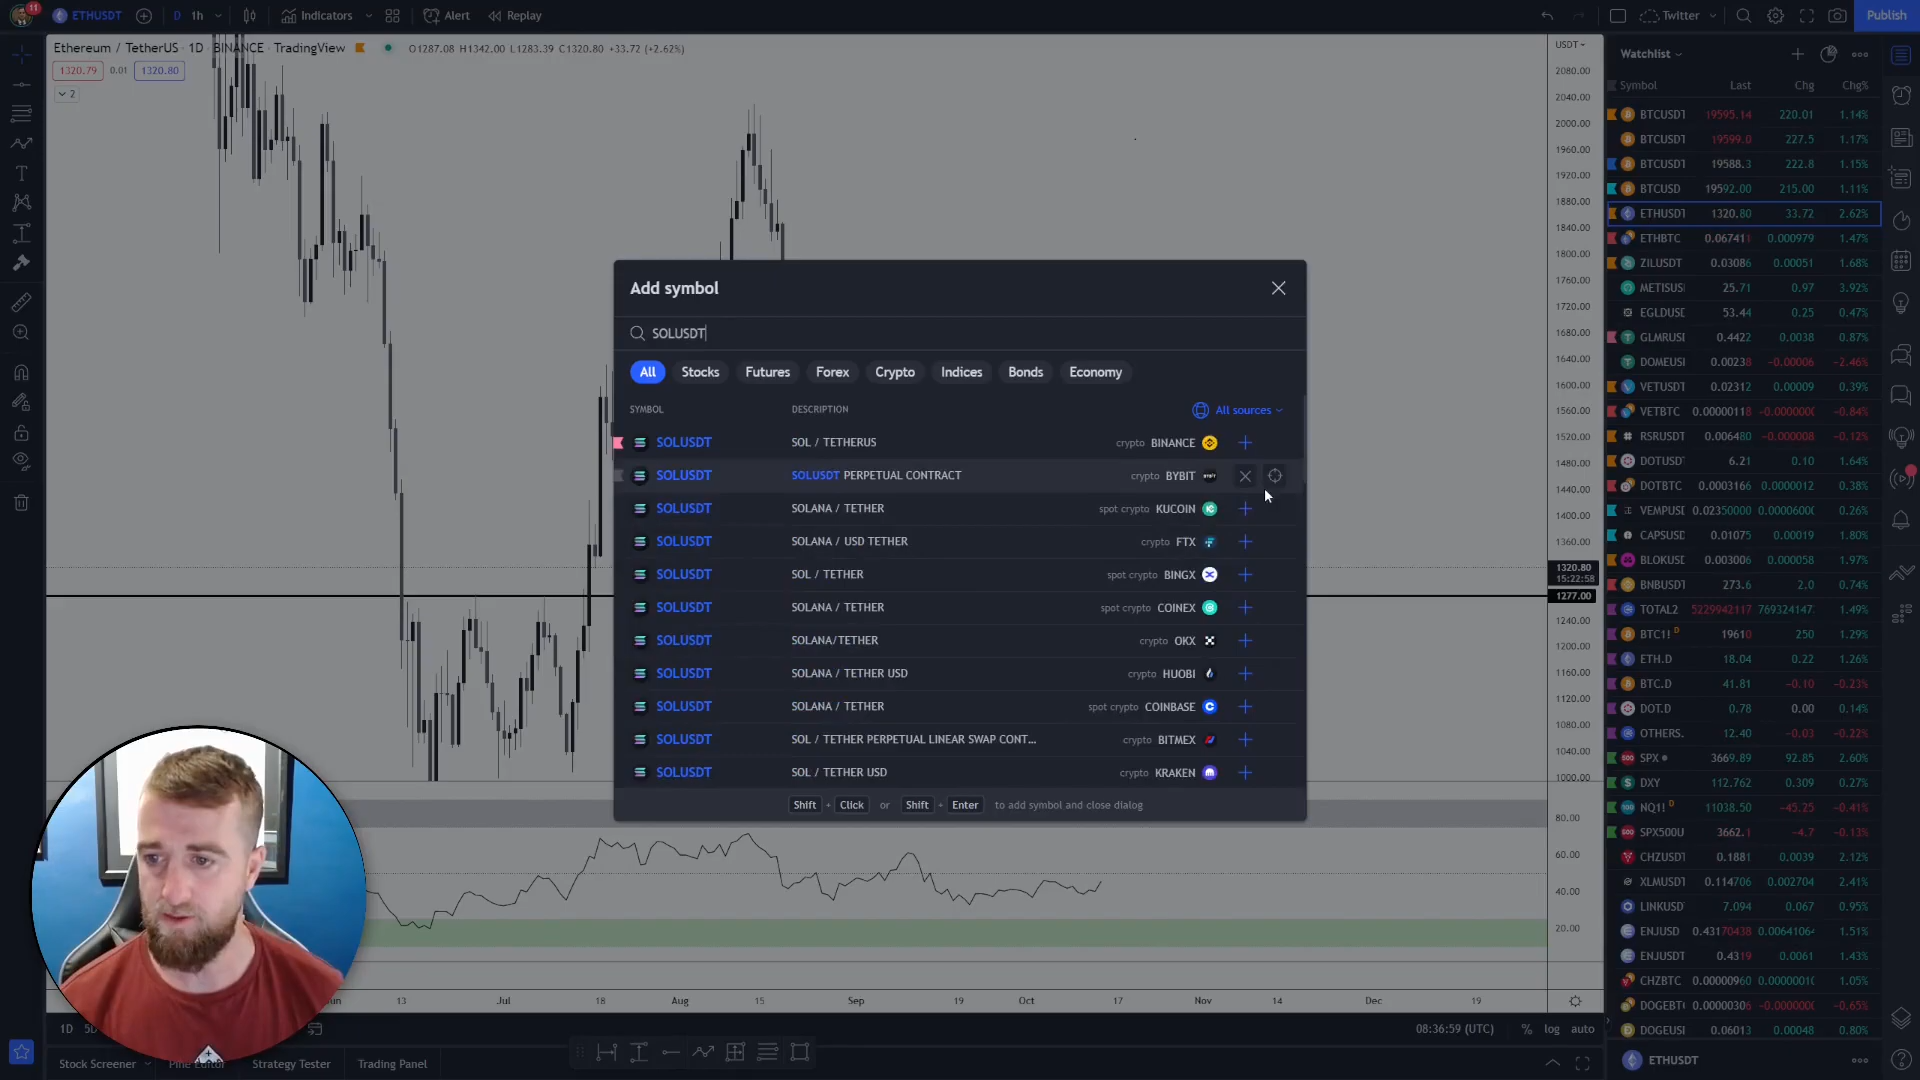 11 ETHUSDT D 1h Indicators Alert Replay Twitter Publish
Ethereum / TetherUS · 1D · BINANCE · TradingView O1287.08 H1342.00 L1283.39 C1320.80 +33.72 (+2.62%)
1320.79 0.01 1320.80
2
USDT
2080.00
2040.00
2000.00
1960.00
1920.00
1880.00
1840.00
1800.00
1760.00
1720.00
1680.00
1640.00
1600.00
1560.00
1520.00
1480.00
1440.00
1400.00
1360.00
1320.80
15:22:58
1277.00
1240.00
1200.00
1160.00
1120.00
1080.00
1040.00
1000.00
80.00
60.00
40.00
20.00
Add symbol
SOLUSDT
All Stocks Futures Forex Crypto Indices Bonds Economy
SYMBOL DESCRIPTION All sources
SOLUSDT SOL / TETHERUS crypto BINANCE
SOLUSDT SOLUSDT PERPETUAL CONTRACT crypto BYBIT
SOLUSDT SOLANA / TETHER spot crypto KUCOIN
SOLUSDT SOLANA / USD TETHER crypto FTX
SOLUSDT SOL / TETHER spot crypto BINGX
SOLUSDT SOLANA / TETHER spot crypto COINEX
SOLUSDT SOLANA/TETHER crypto OKX
SOLUSDT SOLANA / TETHER USD crypto HUOBI
SOLUSDT SOLANA / TETHER spot crypto COINBASE
SOLUSDT SOL / TETHER PERPETUAL LINEAR SWAP CONT... crypto BITMEX
SOLUSDT SOL / TETHER USD crypto KRAKEN
Shift + Click or Shift + Enter to add symbol and close dialog
Watchlist
Symbol Last Chg Chg%
BTCUSDT 19595.14 220.01 1.14%
BTCUSDT 19599.0 227.5 1.17%
BTCUSDT 19588.3 222.8 1.15%
BTCUSD 19592.00 215.00 1.11%
ETHUSDT 1320.80 33.72 2.62%
ETHBTC 0.067411 0.000979 1.47%
ZILUSDT 0.03086 0.00051 1.68%
METISUS 25.71 0.97 3.92%
EGLDUSD 53.44 0.25 0.47%
GLMRUSD 0.4422 0.0038 0.87%
DOMEUSD 0.00238 −0.00006 −2.46%
VETUSDT 0.02312 0.00009 0.39%
VETBTC 0.00000118 −0.000000 −0.84%
RSRUSDT 0.006480 −0.000008 −0.12%
DOTUSDT 6.21 0.10 1.64%
DOTBTC 0.0003166 0.0000012 0.38%
VEMPUSD 0.02350000 0.0000600 0.26%
CAPSUSD 0.01075 0.00019 1.80%
BLOKUSD 0.003006 0.000058 1.97%
BNBUSDT 273.6 2.0 0.74%
TOTAL2 5229942117 769324147 1.49%
BTC1! D 19610 250 1.29%
ETH.D 18.04 0.22 1.26%
BTC.D 41.81 −0.10 −0.23%
DOT.D 0.78 0.00 0.14%
OTHERS. 12.40 −0.03 −0.22%
SPX 3669.89 92.85 2.60%
DXY 112.762 0.309 0.27%
NQ1! D 11038.50 −45.25 −0.41%
SPX500U 3662.1 −4.7 −0.13%
CHZUSDT 0.1881 0.0039 2.12%
XLMUSDT 0.114706 0.002704 2.41%
LINKUSD 7.094 0.067 0.95%
ENJUSD 0.43170438 0.0064106 1.51%
ENJUSDT 0.4319 0.0061 1.43%
CHZBTC 0.00000960 0.0000001 1.05%
DOGEBT 0.00000306 −0.000000 −0.65%
DOGEUSI 0.06013 0.00048 0.80%
13 Jul 18 Aug 15 Sep 19 Oct 17 Nov 14 Dec 19
1D 08:36:59 (UTC) % log auto
Stock Screener Pine Editor Strategy Tester Trading Panel ETHUSDT